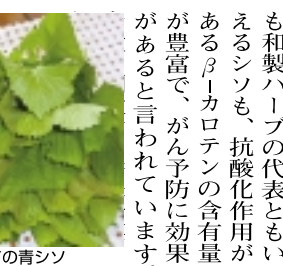 も和製ハーブの代表ともい
えるシソも、抗酸化作用が
あるβ−カロテンの含有量
が豊富で、がん予防に効果
があると言われています。
の青シソ